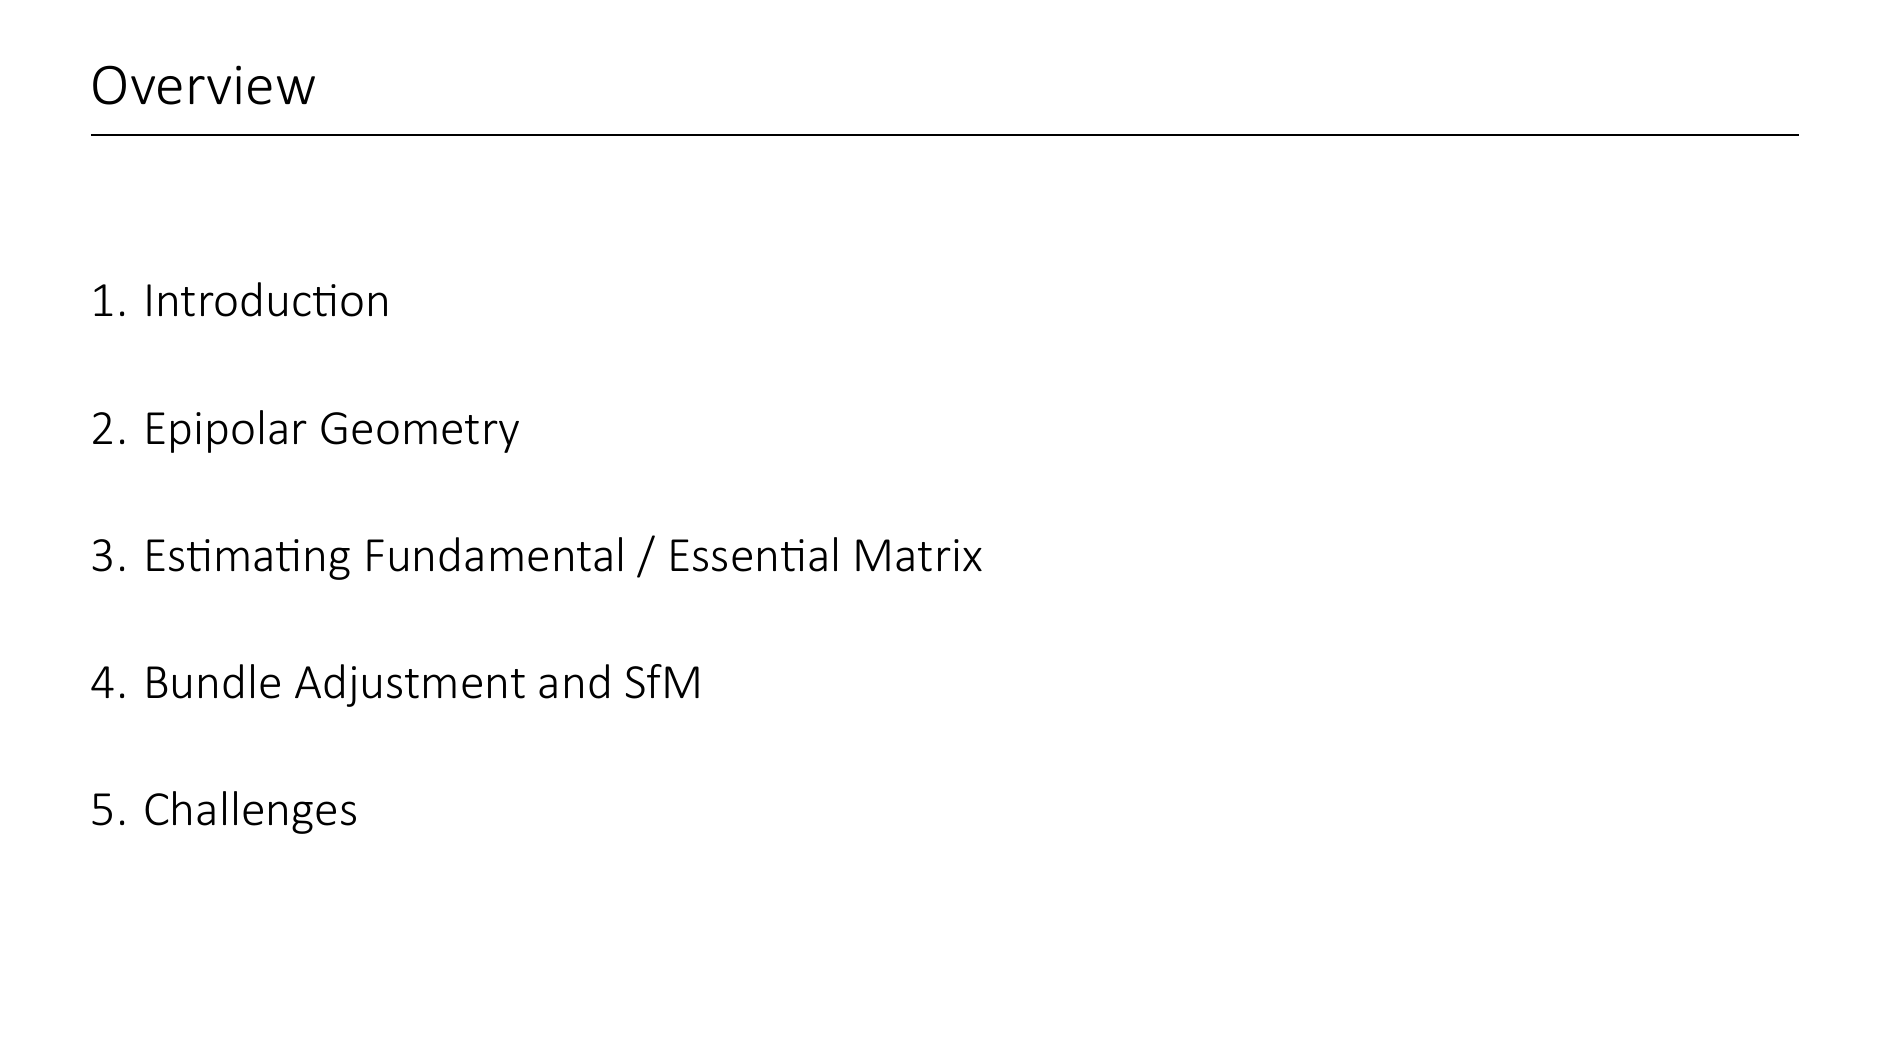 Overview
1. Introduction
2. Epipolar Geometry
3. Estimating Fundamental / Essential Matrix
4. Bundle Adjustment and SfM
5. Challenges